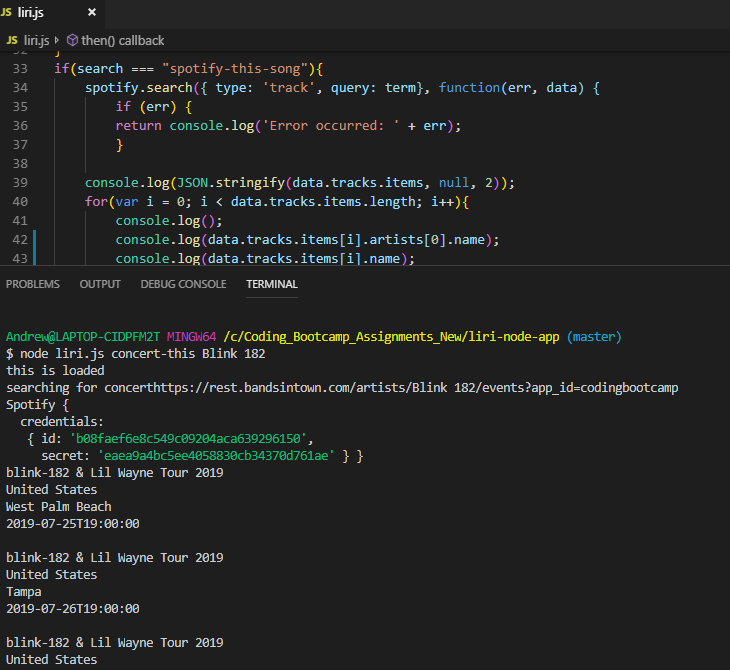 JS liri.js ×
JS liri.js then() callback
32 }
33 if(search === "spotify-this-song"){
34 spotify.search({ type: 'track', query: term}, function(err, data) {
35 if (err) {
36 return console.log('Error occurred: ' + err);
37 }
38
39 console.log(JSON.stringify(data.tracks.items, null, 2));
40 for(var i = 0; i < data.tracks.items.length; i++){
41 console.log();
42 console.log(data.tracks.items[i].artists[0].name);
43 console.log(data.tracks.items[i].name);
PROBLEMS OUTPUT DEBUG CONSOLE TERMINAL
Andrew@LAPTOP-CIDPFM2T MINGW64 /c/Coding_Bootcamp_Assignments_New/liri-node-app (master)
$ node liri.js concert-this Blink 182
this is loaded
searching for concerthttps://rest.bandsintown.com/artists/Blink 182/events?app_id=codingbootcamp
Spotify {
credentials:
{ id: 'b08faef6e8c549c09204aca639296150',
secret: 'eaea9a4bc5ee4058830cb34370d761ae' } }
blink-182 & Lil Wayne Tour 2019
United States
West Palm Beach
2019-07-25T19:00:00
blink-182 & Lil Wayne Tour 2019
United States
Tampa
2019-07-26T19:00:00
blink-182 & Lil Wayne Tour 2019
United States